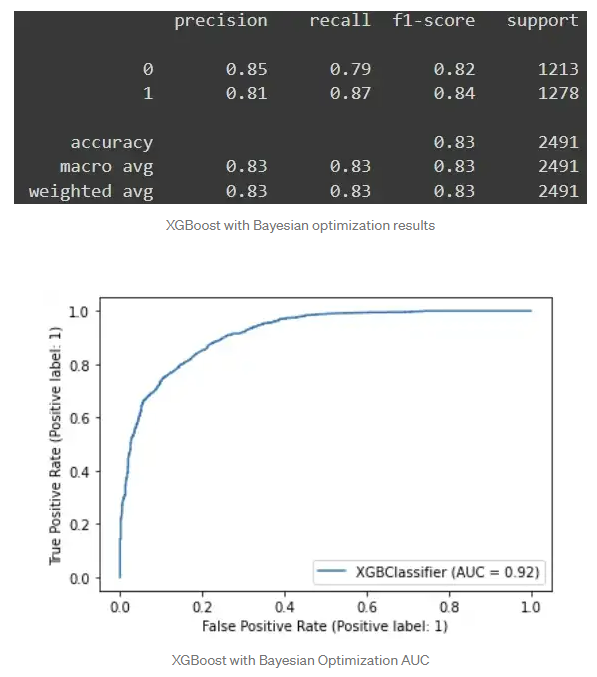 precision recall f1-score support
0 0.85 0.79 0.82 1213
1 0.81 0.87 0.84 1278
accuracy 0.83 2491
macro avg 0.83 0.83 0.83 2491
weighted avg 0.83 0.83 0.83 2491
XGBoost with Bayesian optimization results
True Positive Rate (Positive label: 1)
1.0
0.8
0.6
0.4
0.2
0.0
XGBClassifier (AUC = 0.92)
0.0 0.2 0.4 0.6 0.8 1.0
False Positive Rate (Positive label: 1)
XGBoost with Bayesian Optimization AUC